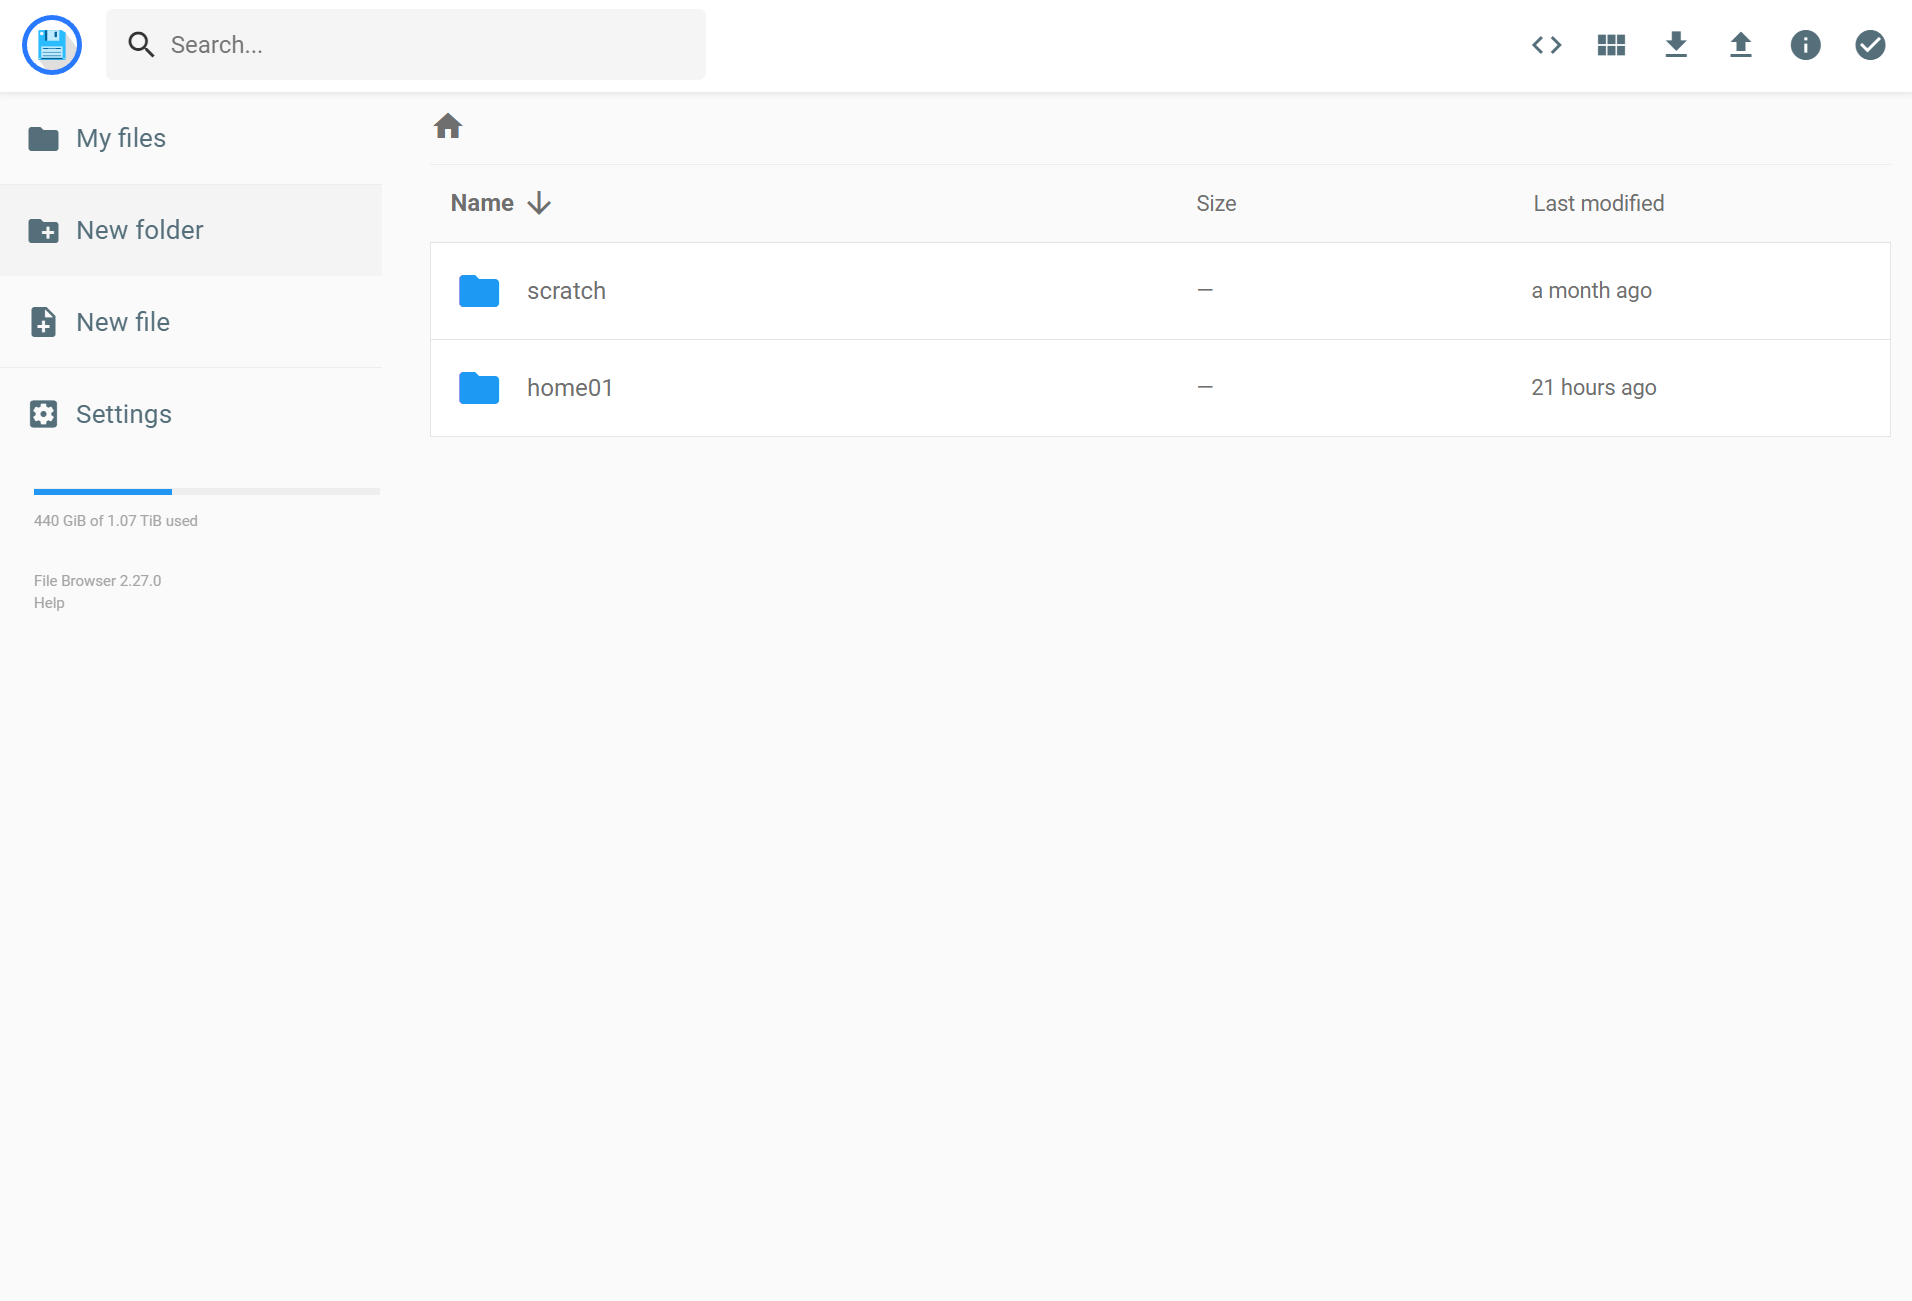 Search...
My files
New folder
New file
Settings
440 GiB of 1.07 TiB used
File Browser 2.27.0
Help
Name Size Last modified
scratch — a month ago
home01 — 21 hours ago